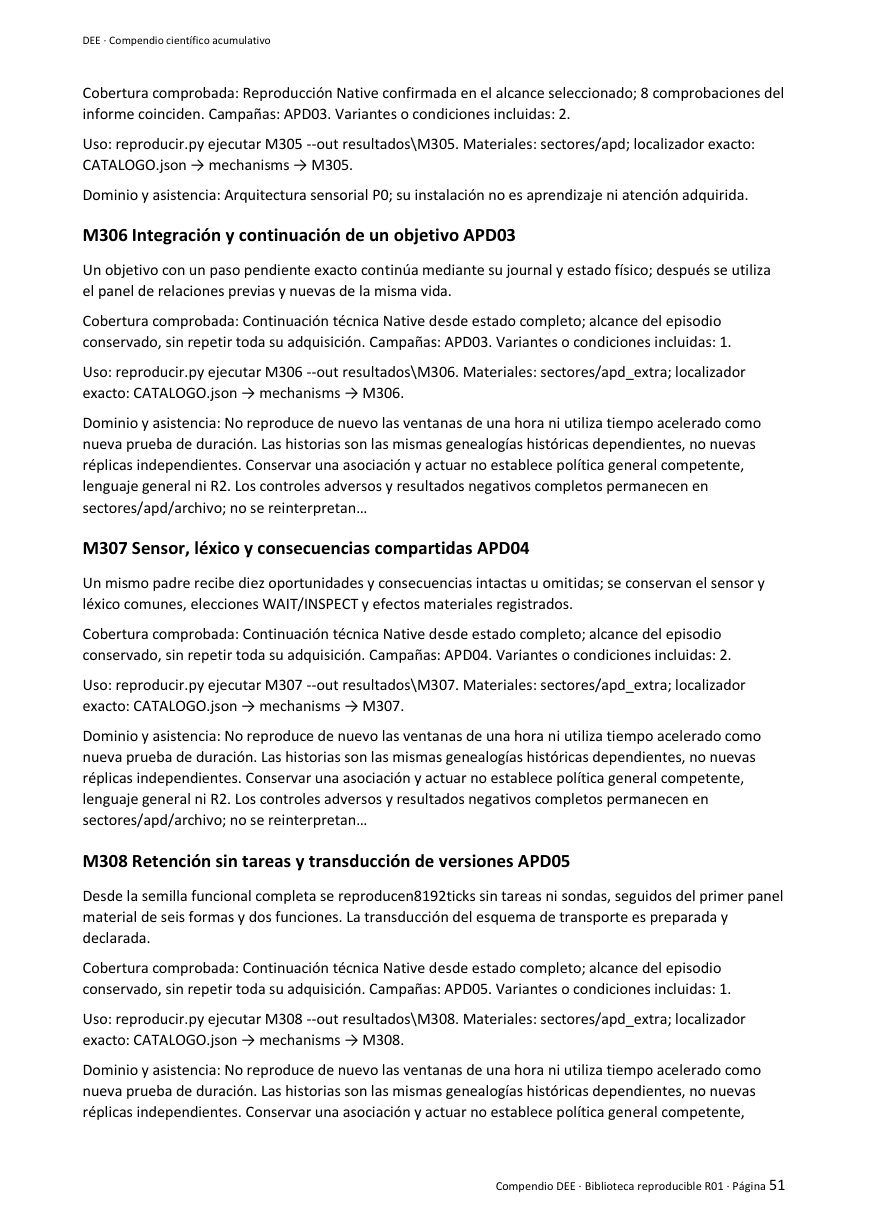 DEE · Compendio científico acumulativo
Cobertura comprobada: Reproducción Native confirmada en el alcance seleccionado; 8 comprobaciones del
informe coinciden. Campañas: APD03. Variantes o condiciones incluidas: 2.
Uso: reproducir.py ejecutar M305 --out resultados\M305. Materiales: sectores/apd; localizador exacto:
CATALOGO.json → mechanisms → M305.
Dominio y asistencia: Arquitectura sensorial P0; su instalación no es aprendizaje ni atención adquirida.
M306 Integración y continuación de un objetivo APD03
Un objetivo con un paso pendiente exacto continúa mediante su journal y estado físico; después se utiliza
el panel de relaciones previas y nuevas de la misma vida.
Cobertura comprobada: Continuación técnica Native desde estado completo; alcance del episodio
conservado, sin repetir toda su adquisición. Campañas: APD03. Variantes o condiciones incluidas: 1.
Uso: reproducir.py ejecutar M306 --out resultados\M306. Materiales: sectores/apd_extra; localizador
exacto: CATALOGO.json → mechanisms → M306.
Dominio y asistencia: No reproduce de nuevo las ventanas de una hora ni utiliza tiempo acelerado como
nueva prueba de duración. Las historias son las mismas genealogías históricas dependientes, no nuevas
réplicas independientes. Conservar una asociación y actuar no establece política general competente,
lenguaje general ni R2. Los controles adversos y resultados negativos completos permanecen en
sectores/apd/archivo; no se reinterpretan…
M307 Sensor, léxico y consecuencias compartidas APD04
Un mismo padre recibe diez oportunidades y consecuencias intactas u omitidas; se conservan el sensor y
léxico comunes, elecciones WAIT/INSPECT y efectos materiales registrados.
Cobertura comprobada: Continuación técnica Native desde estado completo; alcance del episodio
conservado, sin repetir toda su adquisición. Campañas: APD04. Variantes o condiciones incluidas: 2.
Uso: reproducir.py ejecutar M307 --out resultados\M307. Materiales: sectores/apd_extra; localizador
exacto: CATALOGO.json → mechanisms → M307.
Dominio y asistencia: No reproduce de nuevo las ventanas de una hora ni utiliza tiempo acelerado como
nueva prueba de duración. Las historias son las mismas genealogías históricas dependientes, no nuevas
réplicas independientes. Conservar una asociación y actuar no establece política general competente,
lenguaje general ni R2. Los controles adversos y resultados negativos completos permanecen en
sectores/apd/archivo; no se reinterpretan…
M308 Retención sin tareas y transducción de versiones APD05
Desde la semilla funcional completa se reproducen8192ticks sin tareas ni sondas, seguidos del primer panel
material de seis formas y dos funciones. La transducción del esquema de transporte es preparada y
declarada.
Cobertura comprobada: Continuación técnica Native desde estado completo; alcance del episodio
conservado, sin repetir toda su adquisición. Campañas: APD05. Variantes o condiciones incluidas: 1.
Uso: reproducir.py ejecutar M308 --out resultados\M308. Materiales: sectores/apd_extra; localizador
exacto: CATALOGO.json → mechanisms → M308.
Dominio y asistencia: No reproduce de nuevo las ventanas de una hora ni utiliza tiempo acelerado como
nueva prueba de duración. Las historias son las mismas genealogías históricas dependientes, no nuevas
réplicas independientes. Conservar una asociación y actuar no establece política general competente,
Compendio DEE · Biblioteca reproducible R01 · Página 51